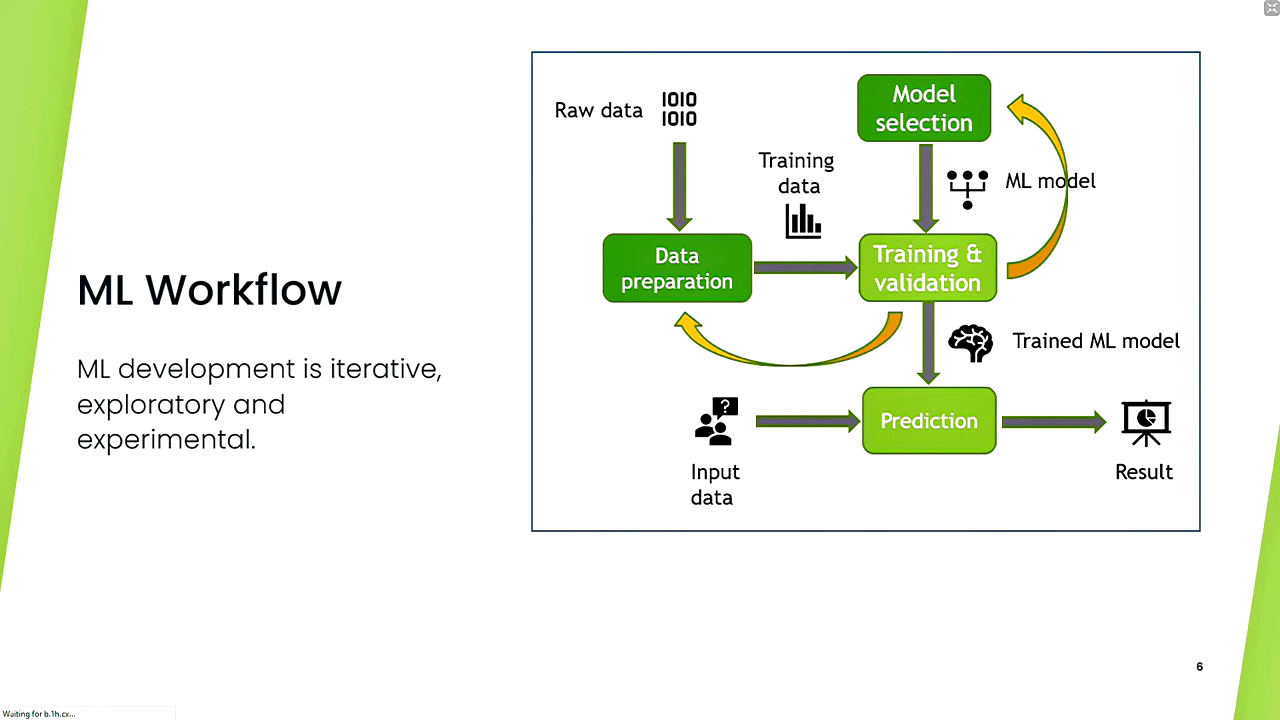 ML Workflow
ML development is iterative,
exploratory and
experimental.
Raw data
1010
1010
Model
selection
Training
data
ML model
Data
preparation
Training &
validation
Trained ML model
?
Prediction
Input
data
Result
6
Waiting for b.1h.cx...